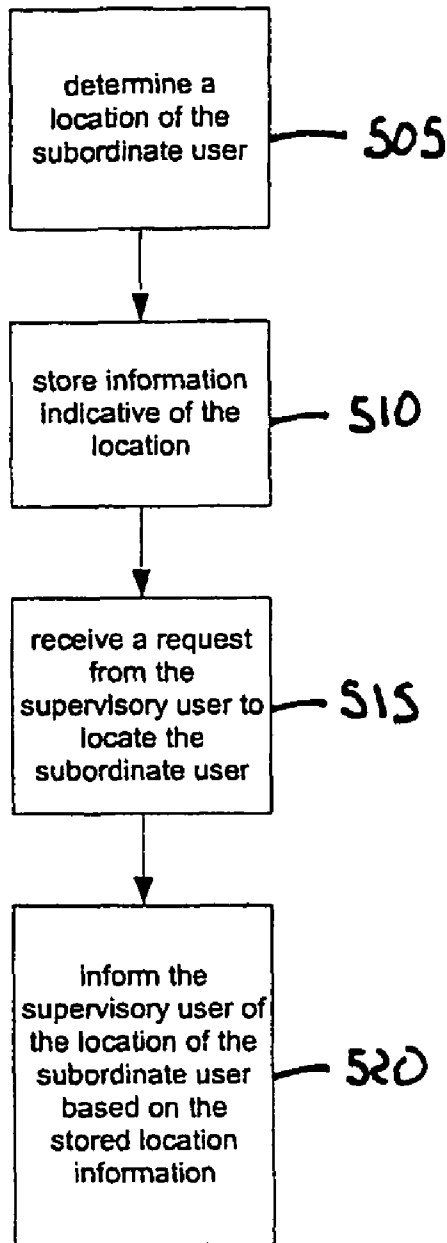 determine a
location of the
subordinate user
505
store information
indicative of the
location
510
receive a request
from the
supervisory user to
locate the
subordinate user
515
inform the
supervisory user of
the location of the
subordinate user
based on the
stored location
information
520